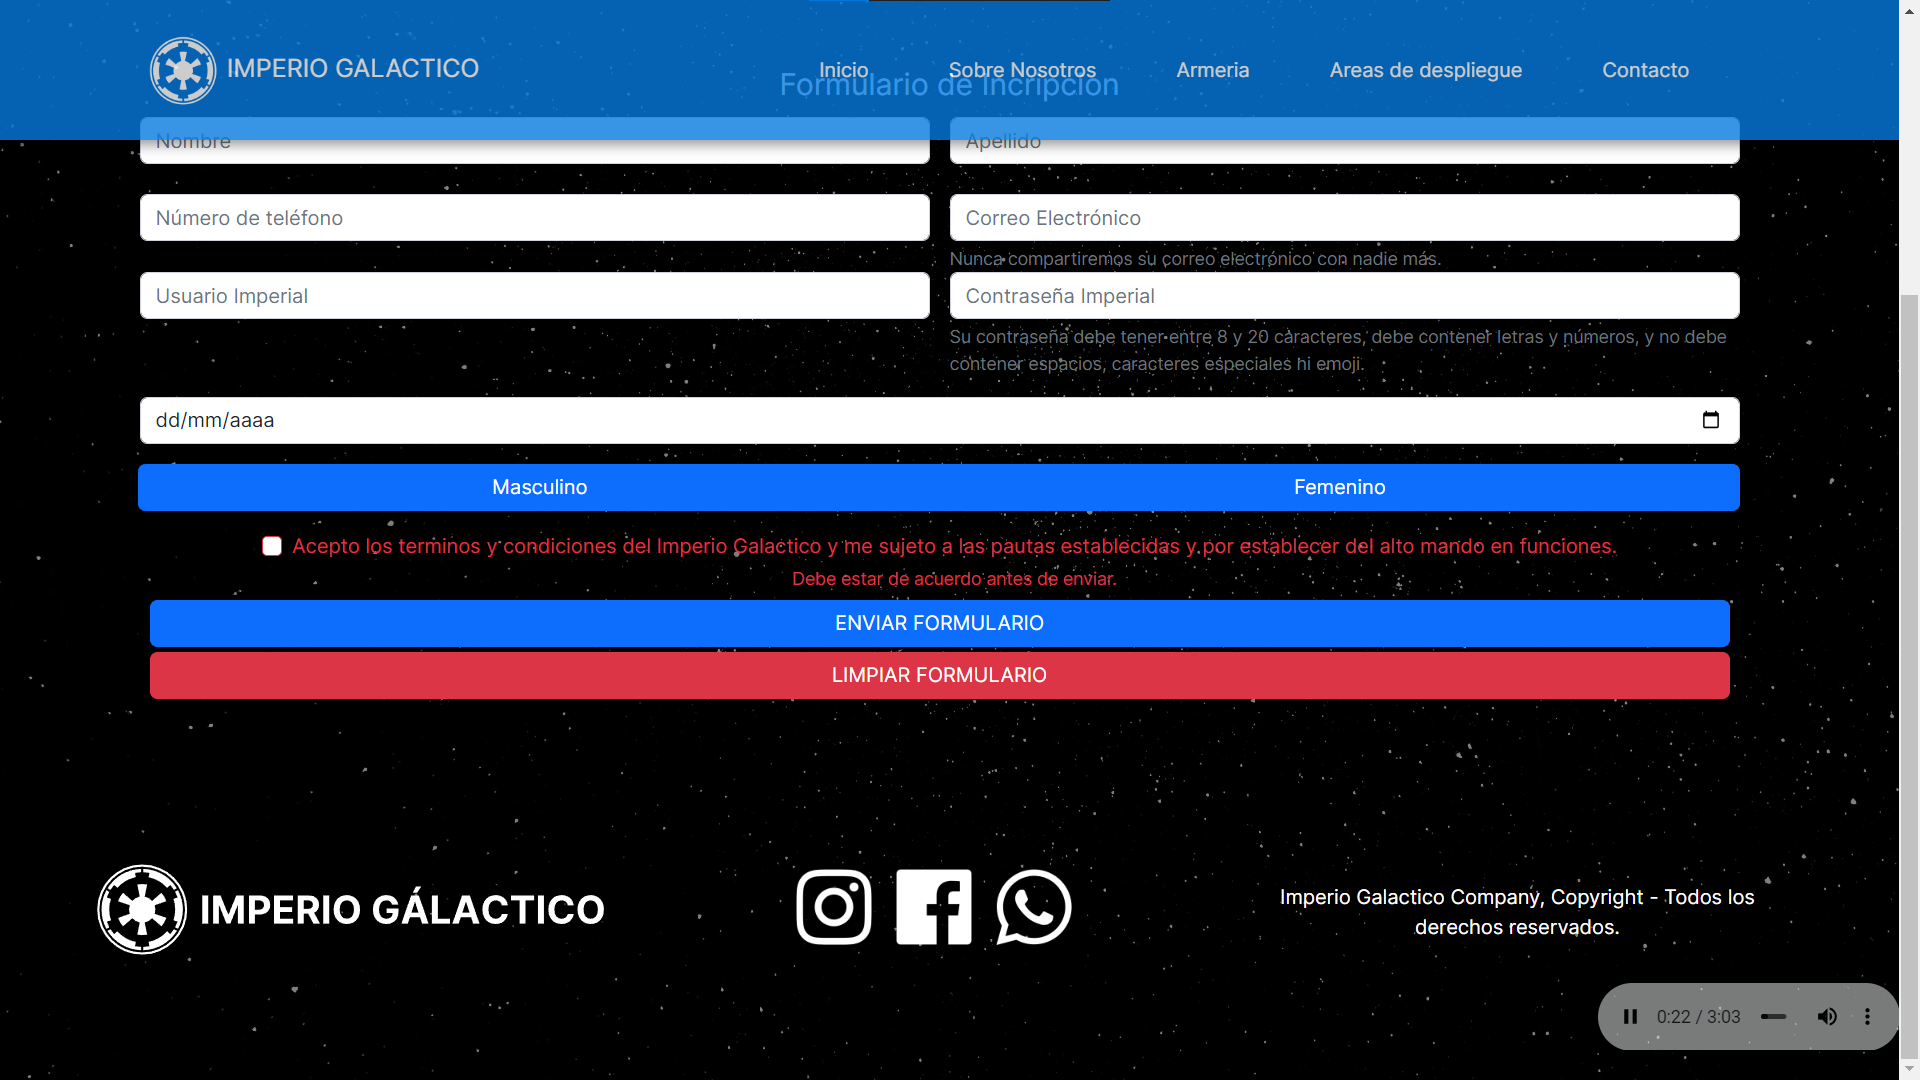 IMPERIO GALACTICO
Inicio
Sobre Nosotros
Armeria
Areas de despliegue
Contacto
Formulario de Incripción
Nombre
Apellido
Número de teléfono
Correo Electrónico
Nunca compartiremos su correo electrónico con nadie más.
Usuario Imperial
Contraseña Imperial
Su contraseña debe tener entre 8 y 20 caracteres, debe contener letras y números, y no debe
contener espacios, caracteres especiales ni emoji.
dd/mm/aaaa
Masculino
Femenino
Acepto los terminos y condiciones del Imperio Galactico y me sujeto a las pautas establecidas y por establecer del alto mando en funciones.
Debe estar de acuerdo antes de enviar.
ENVIAR FORMULARIO
LIMPIAR FORMULARIO
IMPERIO GÁLACTICO
Imperio Galactico Company, Copyright - Todos los
derechos reservados.
0:22 / 3:03